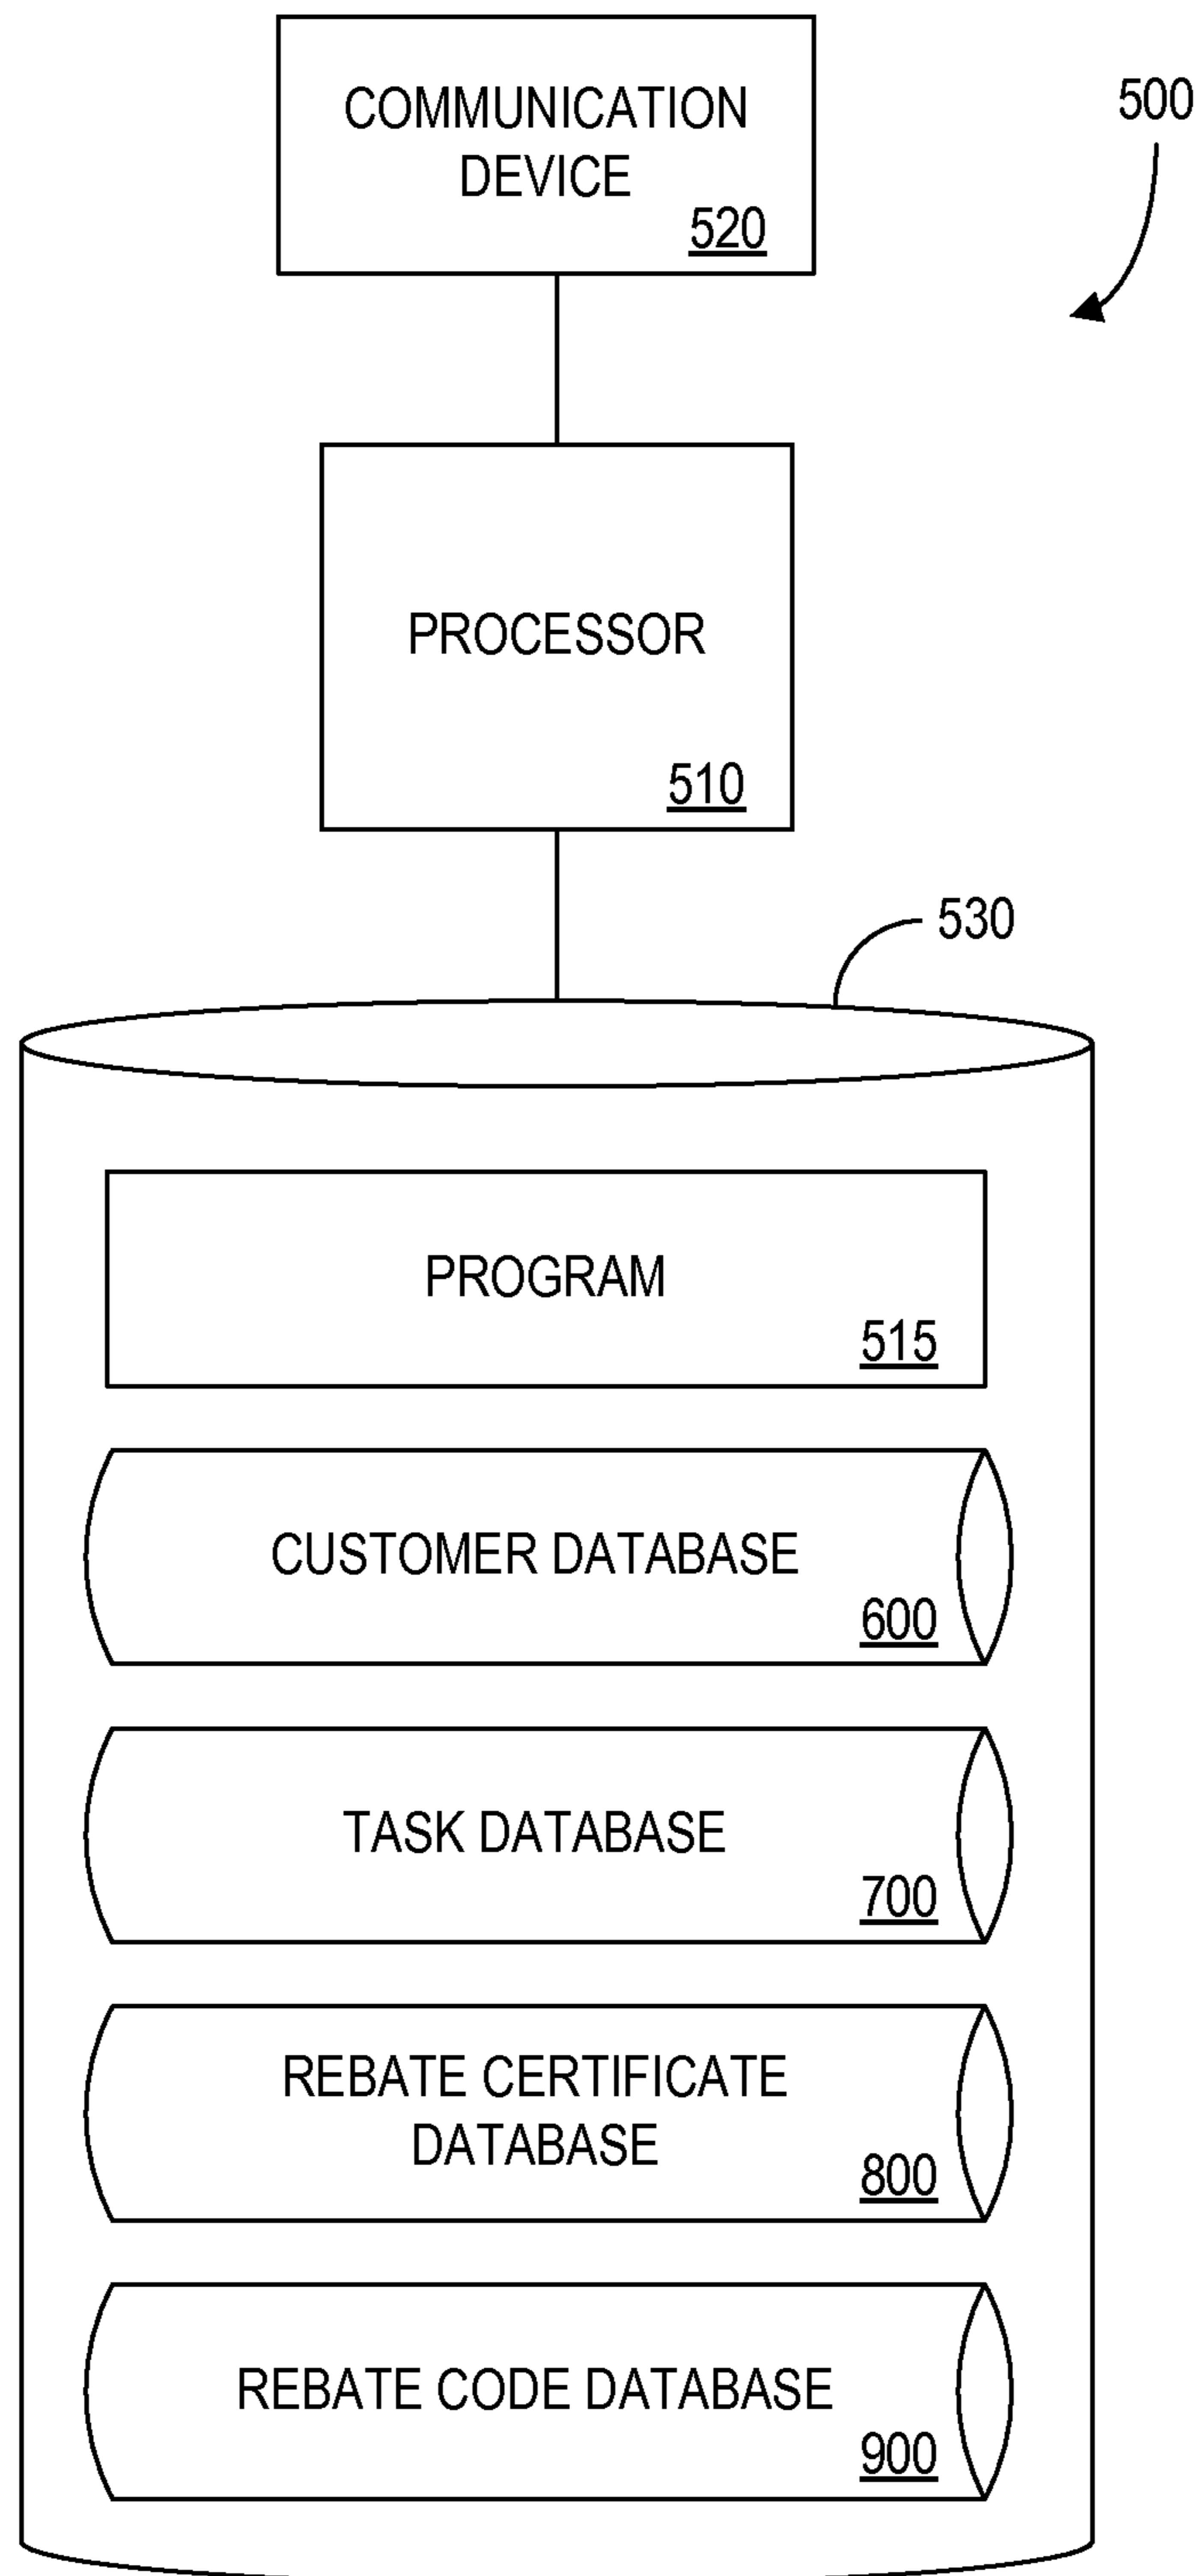 COMMUNICATION
DEVICE
520
500
PROCESSOR
510
530
PROGRAM
515
CUSTOMER DATABASE
600
TASK DATABASE
700
REBATE CERTIFICATE
DATABASE
800
REBATE CODE DATABASE
900